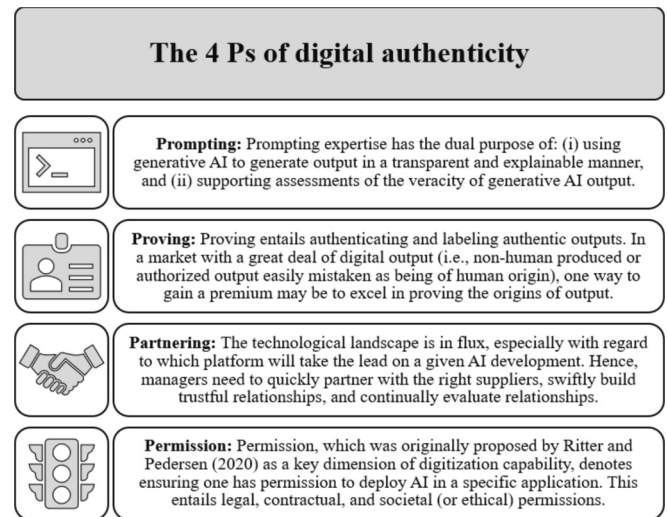 The 4 Ps of digital authenticity
Prompting: Prompting expertise has the dual purpose of: (i) using
generative AI to generate output in a transparent and explainable manner,
and (ii) supporting assessments of the veracity of generative AI output.
Proving: Proving entails authenticating and labeling authentic outputs. In
a market with a great deal of digital output (i.e., non-human produced or
authorized output easily mistaken as being of human origin), one way to
gain a premium may be to excel in proving the origins of output.
Partnering: The technological landscape is in flux, especially with regard
to which platform will take the lead on a given AI development. Hence,
managers need to quickly partner with the right suppliers, swiftly build
trustful relationships, and continually evaluate relationships.
Permission: Permission, which was originally proposed by Ritter and
Pedersen (2020) as a key dimension of digitization capability, denotes
ensuring one has permission to deploy AI in a specific application. This
entails legal, contractual, and societal (or ethical) permissions.